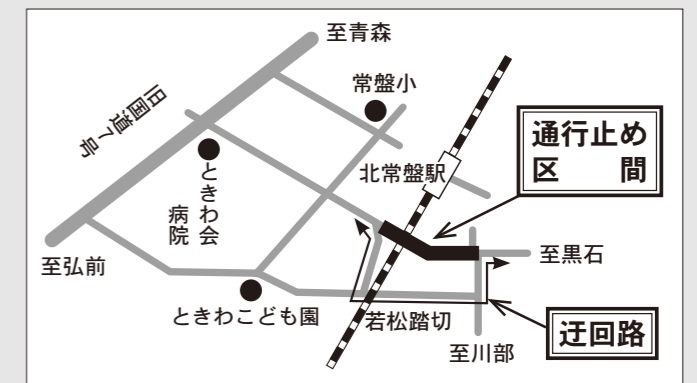 至青森
常盤小
旧国道7号
通行止め
区間
北常盤駅
ときわ会
病院
至弘前
至黒石
ときわこども園
若松踏切
迂回路
至川部